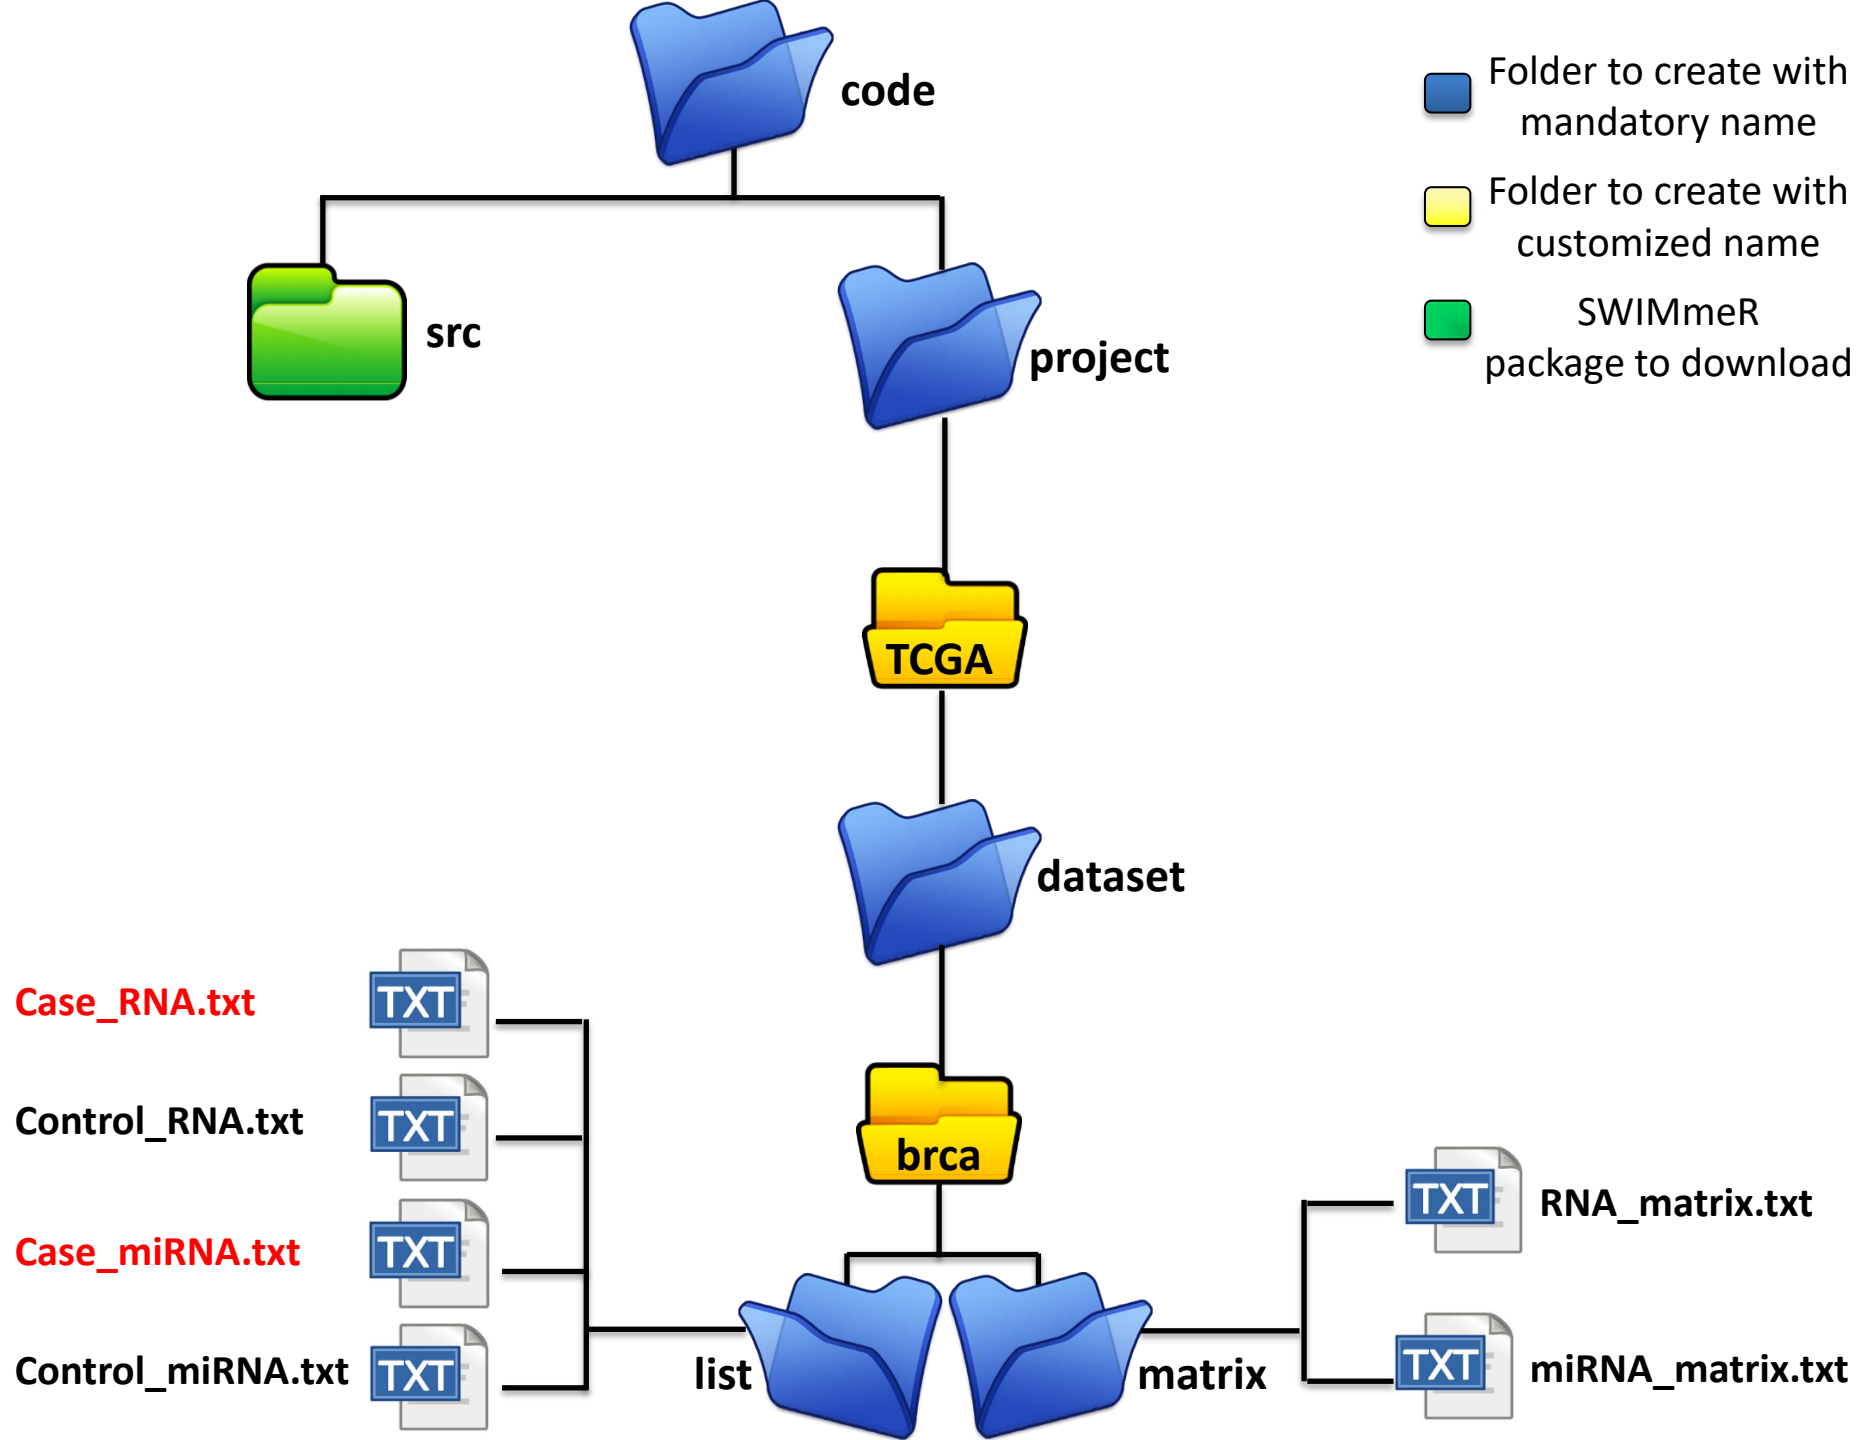 code
Folder to create with
mandatory name
Folder to create with
customized name
SWIMmeR
package to download
src
project
TCGA
dataset
Case_RNA.txt
TXT
Control_RNA.txt
TXT
brca
Case_miRNA.txt
TXT
Control_miRNA.txt
TXT
list
matrix
TXT
RNA_matrix.txt
TXT
miRNA_matrix.txt